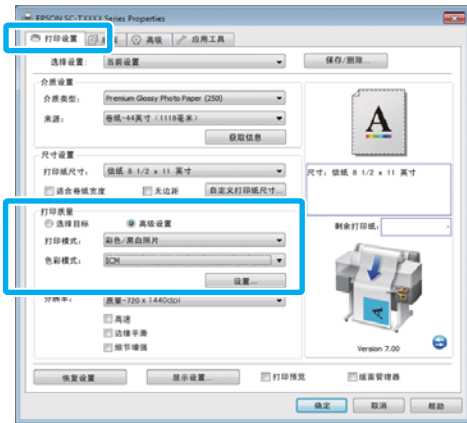 EPSON SC-TXXXX Series Properties
打印设置 高级 应用工具
选择设置: 当前设置 保存/删除...
介质设置
介质类型: Premium Glossy Photo Paper (250)
来源: 卷纸-44英寸 (1118毫米)
获取信息
尺寸设置
打印纸尺寸: 信纸 8 1/2 x 11 英寸
适合卷纸宽度 无边距 自定义打印纸尺寸...
A
尺寸: 信纸 8 1/2 x 11 英寸
打印质量
选择目标 高级设置
打印模式: 彩色/黑白照片
色彩模式: ICM
设置...
剩余打印纸:
分辨率: 质量-720 x 1440dpi
高速
边缘平滑
细节增强
Version 7.00
恢复设置 显示设置... 打印预览 版面管理器
确定 取消 帮助